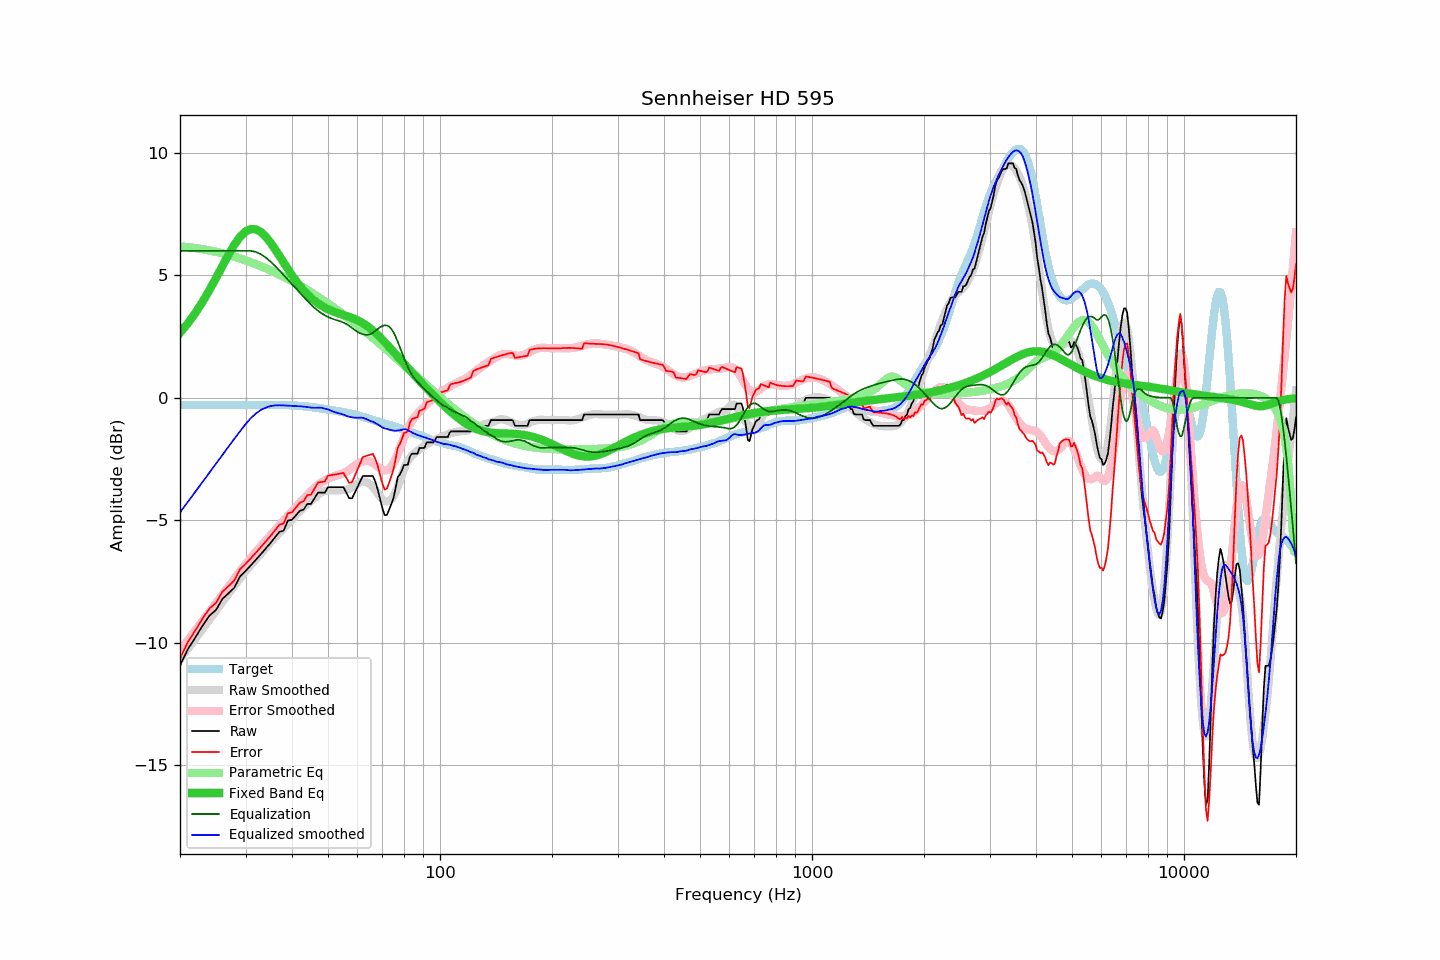 Sennheiser HD 595
Amplitude (dBr)
10
5
0
−5
−10
−15
Target
Raw Smoothed
Error Smoothed
Raw
Error
Parametric Eq
Fixed Band Eq
Equalization
Equalized smoothed
100
1000
10000
Frequency (Hz)